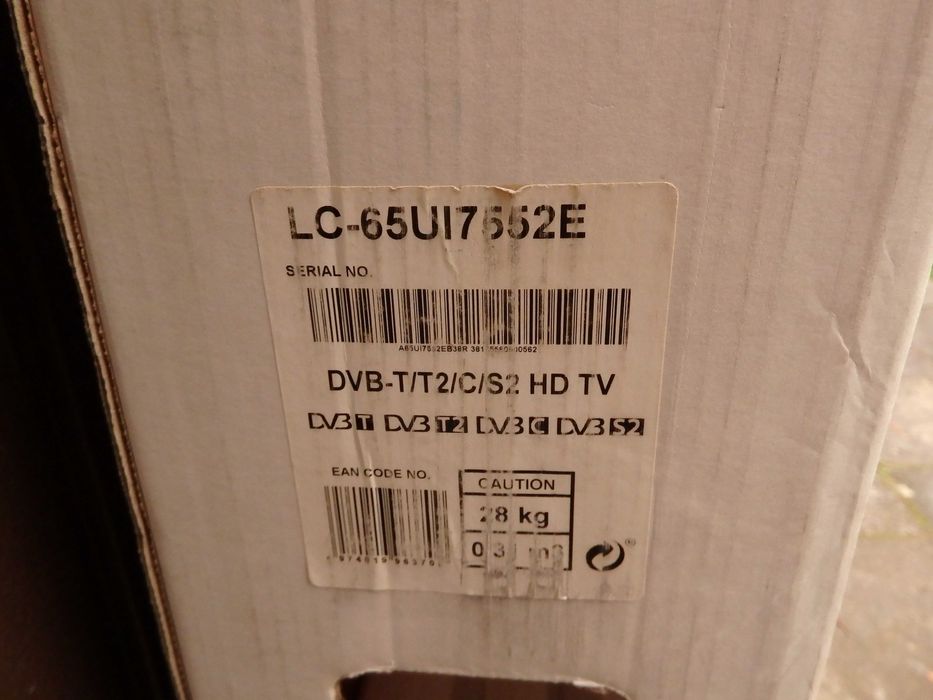 LC-65UI7552E
SERIAL NO.
DVB-T/T2/C/S2 HD TV
DVB T DVB T2 DVB C DVB S2
EAN CODE NO.
CAUTION
28 kg